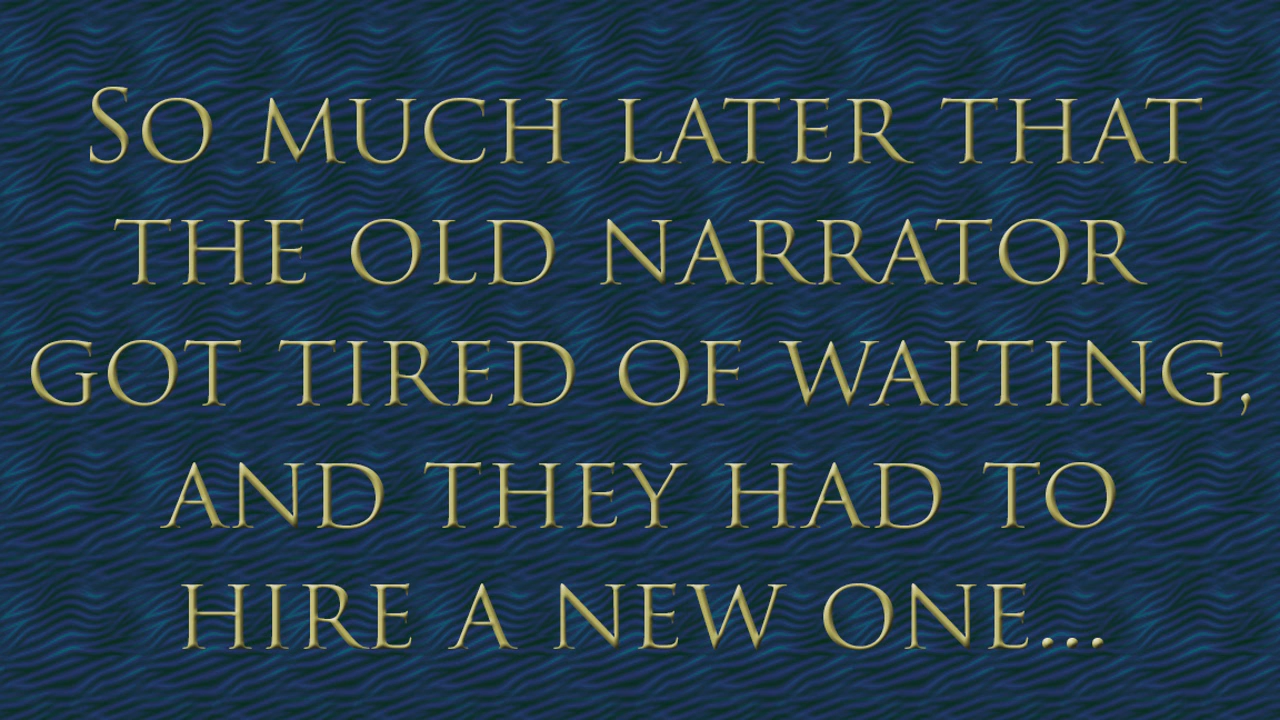 So much later that
the old narrator
got tired of waiting,
and they had to
hire a new one...